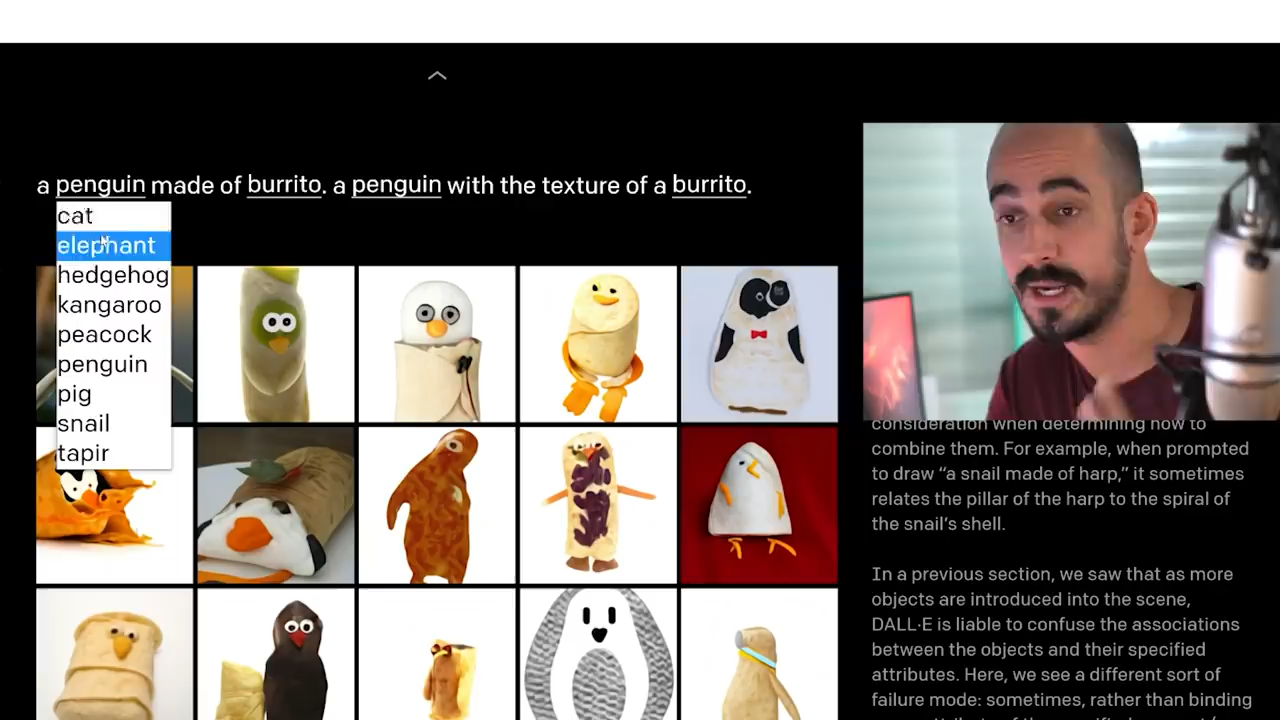 a penguin made of burrito. a penguin with the texture of a burrito.
cat
elephant
hedgehog
kangaroo
peacock
penguin
pig
snail
tapir
consideration when determining how to
combine them. For example, when prompted
to draw “a snail made of harp,” it sometimes
relates the pillar of the harp to the spiral of
the snail’s shell.
In a previous section, we saw that as more
objects are introduced into the scene,
DALL·E is liable to confuse the associations
between the objects and their specified
attributes. Here, we see a different sort of
failure mode: sometimes, rather than binding